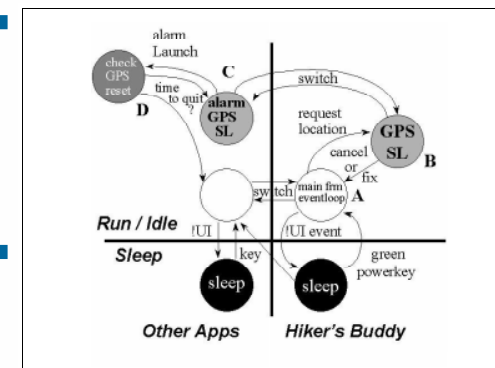 alarm
Launch
check
GPS
reset
D
time
to quit
?
C
alarm
GPS
SL
switch
request
location
GPS
SL
B
cancel
or
fix
switch
main frm
eventloop
A
Run / Idle
Sleep
!UI
key
sleep
!UI event
green
powerkey
sleep
Other Apps
Hiker's Buddy